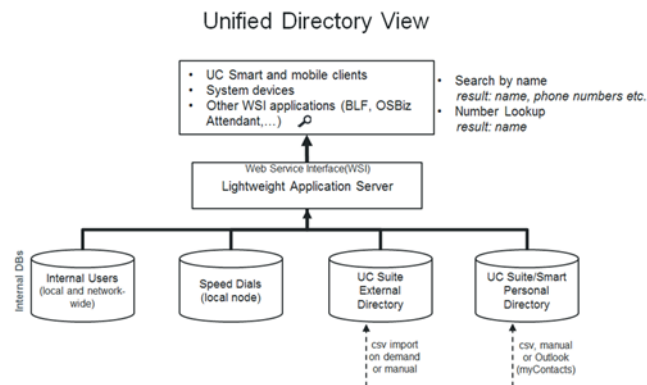 Unified Directory View
• UC Smart and mobile clients
• System devices
• Other WSI applications (BLF, OSBiz
Attendant,...)
• Search by name
result: name, phone numbers etc.
• Number Lookup
result: name
Web Service Interface(WSI)
Lightweight Application Server
Internal DBs
Internal Users
(local and network-
wide)
Speed Dials
(local node)
UC Suite
External
Directory
UC Suite/Smart
Personal
Directory
csv import
on demand
or manual
csv, manual
or Outlook
(myContacts)